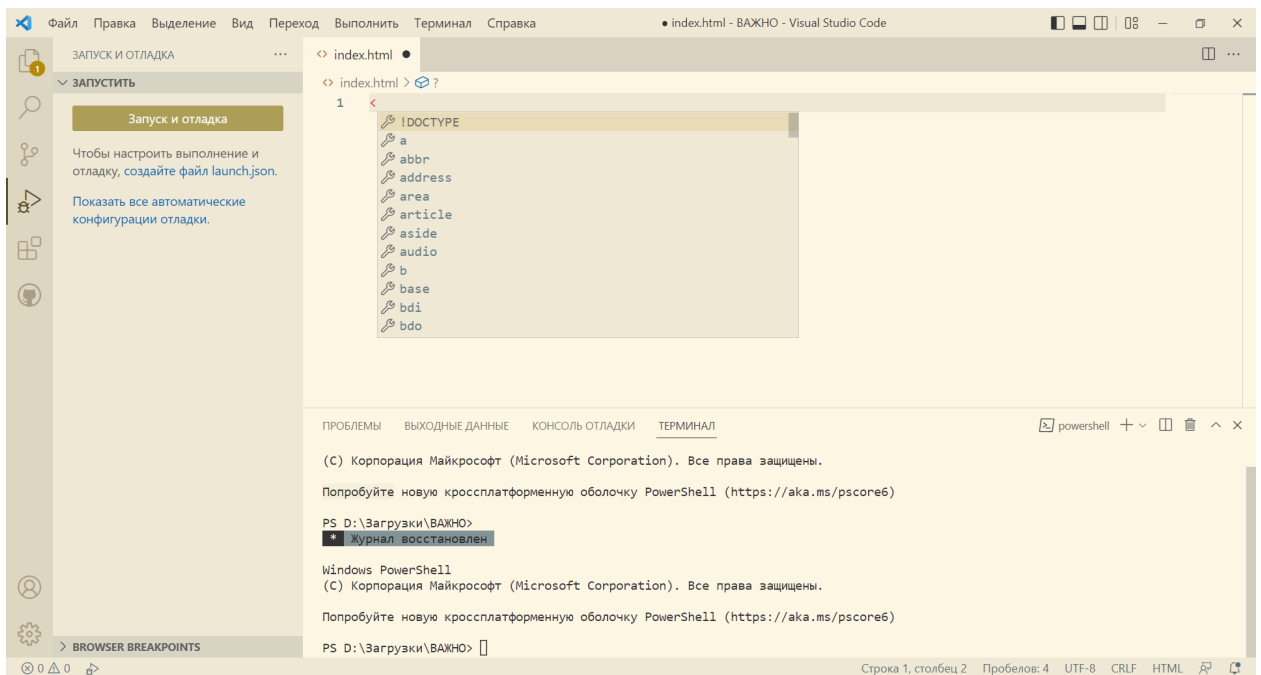 Файл Правка Выделение Вид Переход Выполнить Терминал Справка
● index.html - ВАЖНО - Visual Studio Code
ЗАПУСК И ОТЛАДКА ...
1
ЗАПУСТИТЬ
Запуск и отладка
Чтобы настроить выполнение и
отладку, создайте файл launch.json.
Показать все автоматические
конфигурации отладки.
BROWSER BREAKPOINTS
<> index.html ●
<> index.html > ?
1 <
!DOCTYPE
a
abbr
address
area
article
aside
audio
b
base
bdi
bdo
ПРОБЛЕМЫ ВЫХОДНЫЕ ДАННЫЕ КОНСОЛЬ ОТЛАДКИ ТЕРМИНАЛ
powershell
(C) Корпорация Майкрософт (Microsoft Corporation). Все права защищены.
Попробуйте новую кроссплатформенную оболочку PowerShell (https://aka.ms/pscore6)
PS D:\Загрузки\ВАЖНО>
* Журнал восстановлен
Windows PowerShell
(C) Корпорация Майкрософт (Microsoft Corporation). Все права защищены.
Попробуйте новую кроссплатформенную оболочку PowerShell (https://aka.ms/pscore6)
PS D:\Загрузки\ВАЖНО>
0 0
Строка 1, столбец 2 Пробелов: 4 UTF-8 CRLF HTML